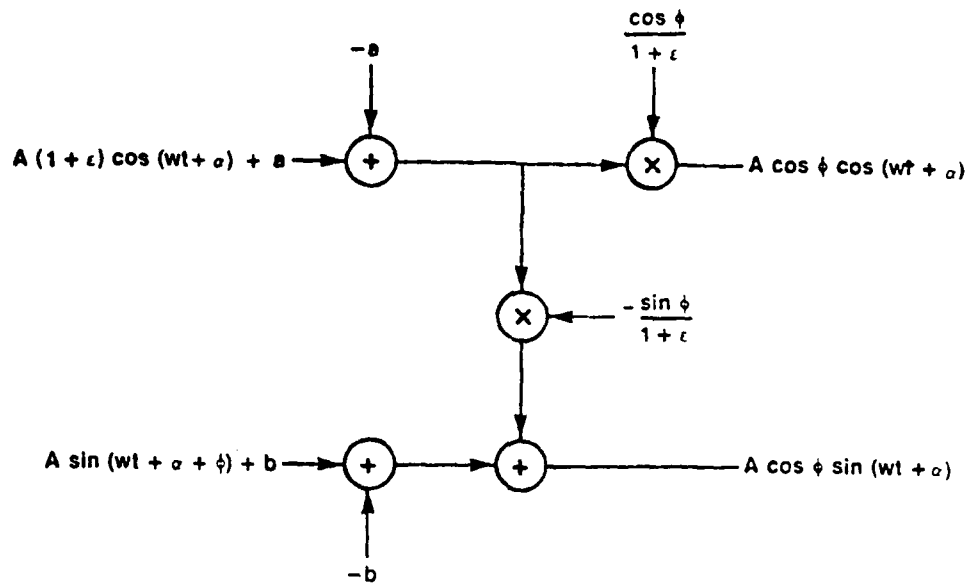 -a
cos ϕ
1 + ε
A (1 + ε) cos (wt + α) + a
+
×
A cos ϕ cos (wt + α)
×
- sin ϕ
1 + ε
A sin (wt + α + ϕ) + b
+
+
A cos ϕ sin (wt + α)
-b